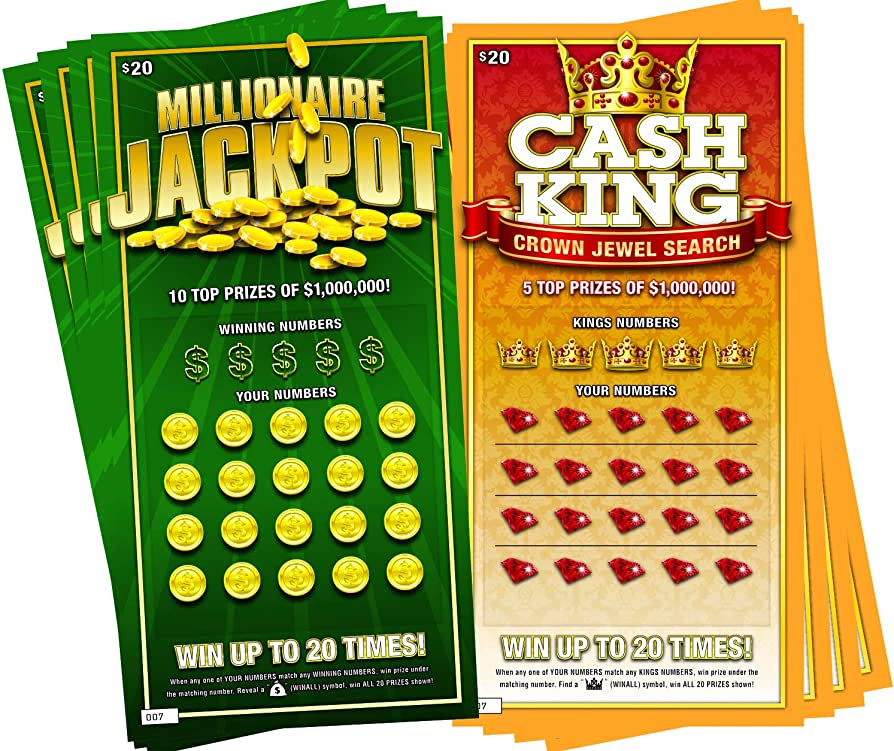 $20
MILLIONAIRE
JACKPOT
10 TOP PRIZES OF $1,000,000!
WINNING NUMBERS
$ $ $ $ $
YOUR NUMBERS
WIN UP TO 20 TIMES!
When any one of YOUR NUMBERS match any WINNING NUMBERS, win prize under
the matching number. Reveal a $ (WINALL) symbol, win ALL 20 PRIZES shown!
007
$20
CASH
KING
CROWN JEWEL SEARCH
5 TOP PRIZES OF $1,000,000!
KINGS NUMBERS
YOUR NUMBERS
WIN UP TO 20 TIMES!
When any one of YOUR NUMBERS match any KINGS NUMBERS, win prize under
the matching number. Find a "" (WINALL) symbol, win ALL 20 PRIZES shown!
07